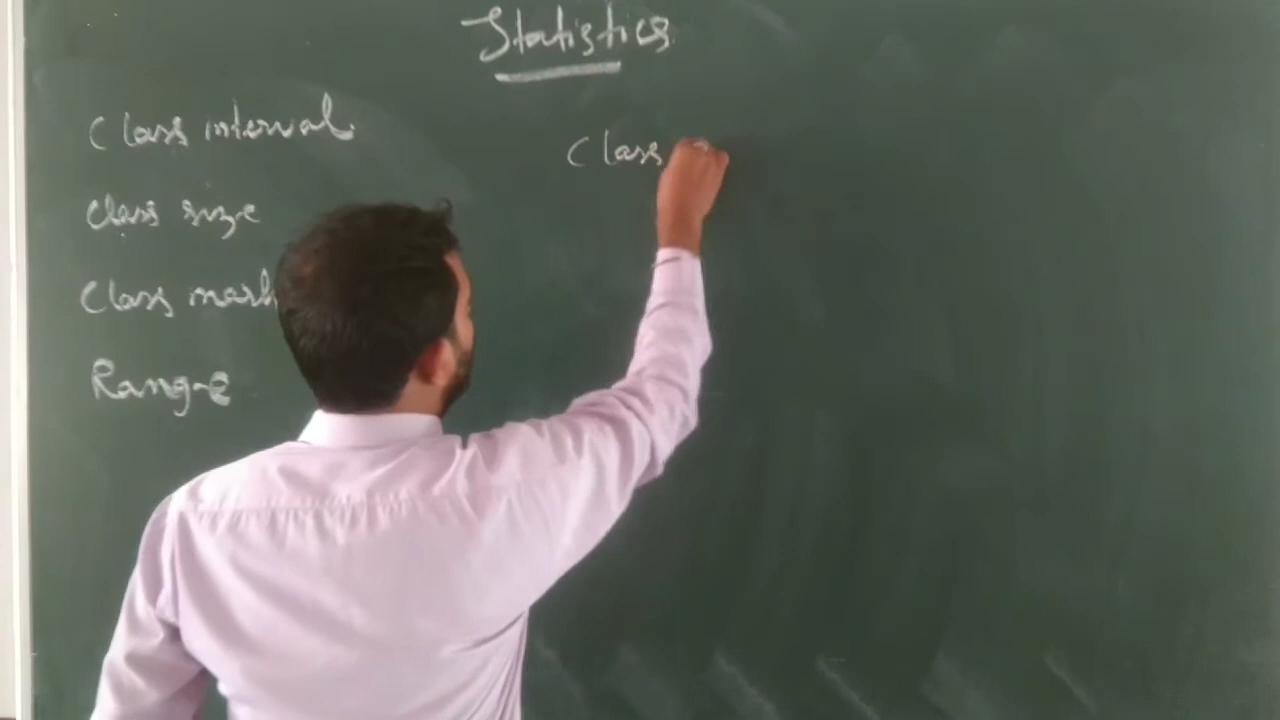 Statistics
Class interval
Class size
Class mark
Range
Class